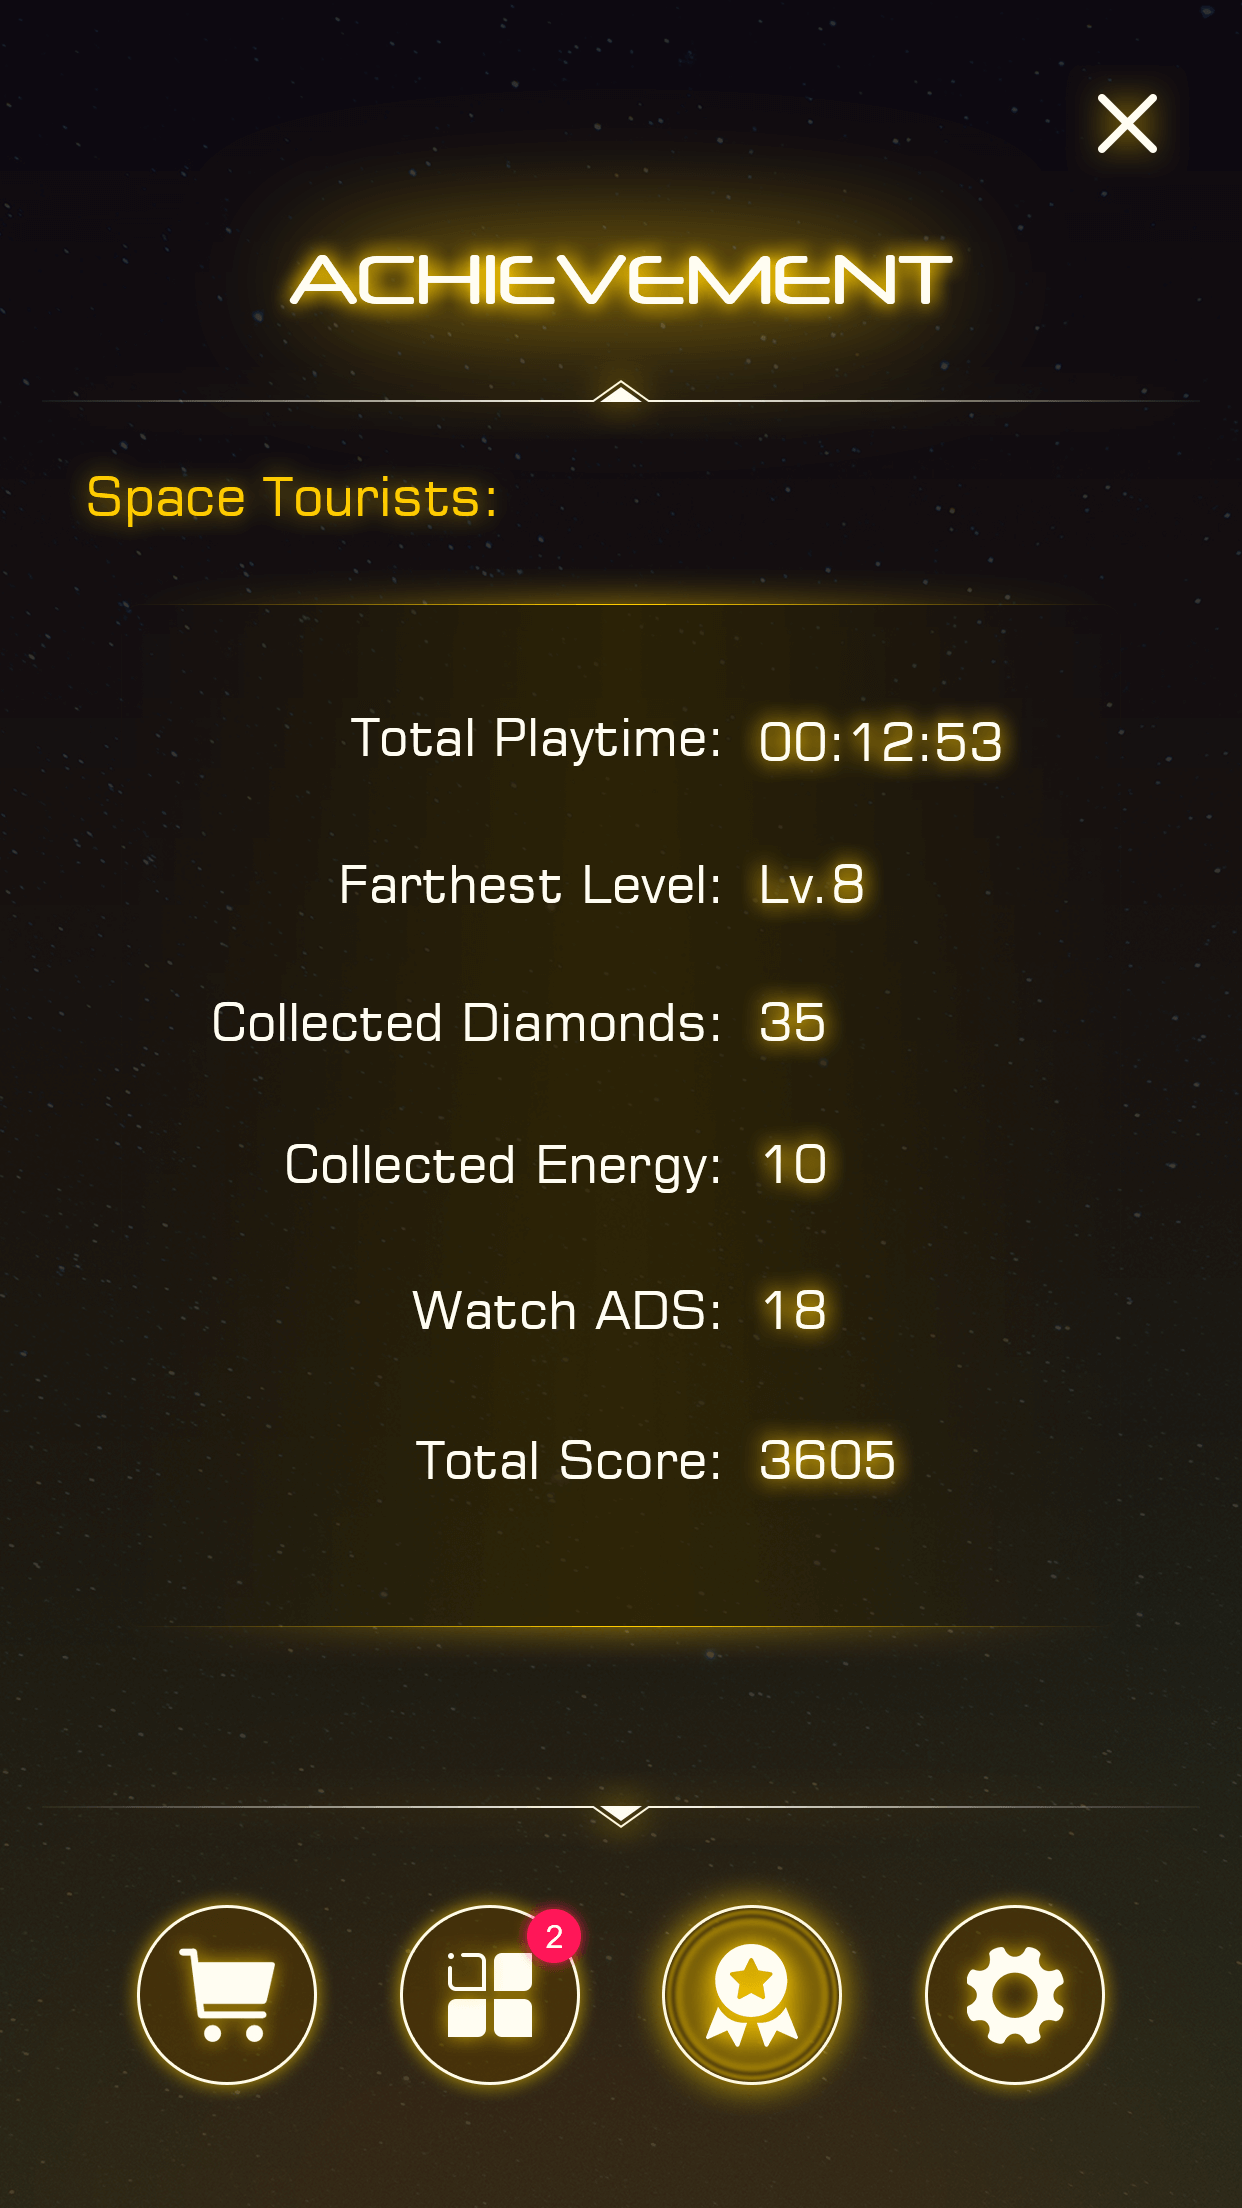 ACHIEVEMENT
Space Tourists:
Total Playtime: 00:12:53
Farthest Level: Lv.8
Collected Diamonds: 35
Collected Energy: 10
Watch ADS: 18
Total Score: 3605
2